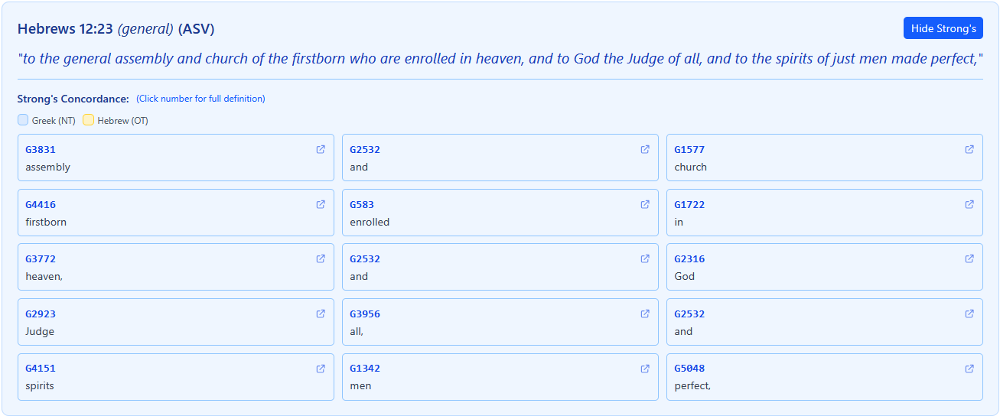 Hebrews 12:23 (general) (ASV)
Hide Strong's
"to the general assembly and church of the firstborn who are enrolled in heaven, and to God the Judge of all, and to the spirits of just men made perfect,"
Strong's Concordance: (Click number for full definition)
Greek (NT) Hebrew (OT)
G3831 G2532 G1577
assembly and church
G4416 G583 G1722
firstborn enrolled in
G3772 G2532 G2316
heaven, and God
G2923 G3956 G2532
Judge all, and
G4151 G1342 G5048
spirits men perfect,